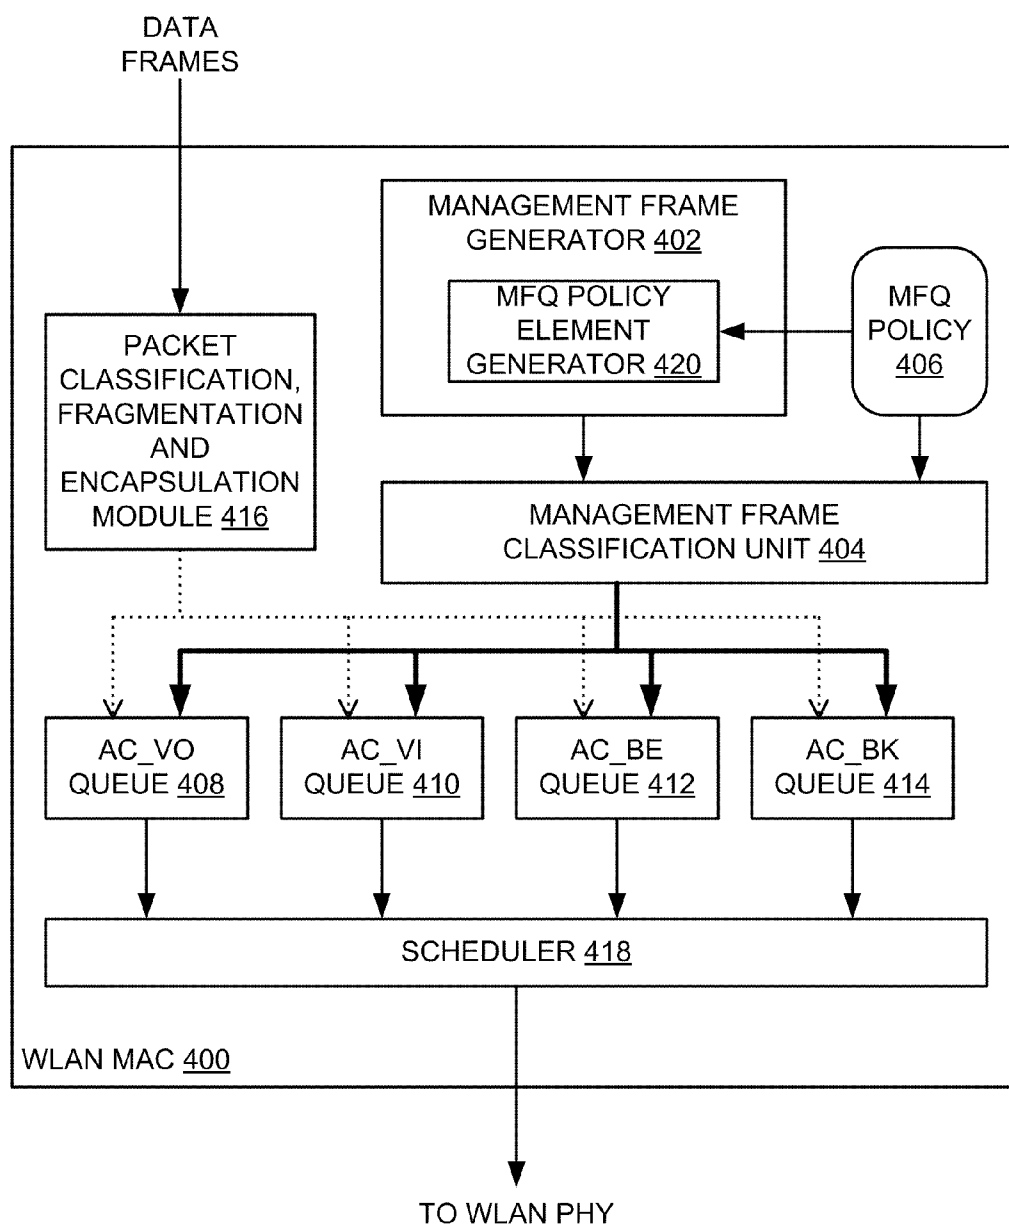 DATA
FRAMES
MANAGEMENT FRAME
GENERATOR 402
MFQ POLICY
ELEMENT
GENERATOR 420
MFQ
POLICY
406
PACKET
CLASSIFICATION,
FRAGMENTATION
AND
ENCAPSULATION
MODULE 416
MANAGEMENT FRAME
CLASSIFICATION UNIT 404
AC_VO
QUEUE 408
AC_VI
QUEUE 410
AC_BE
QUEUE 412
AC_BK
QUEUE 414
SCHEDULER 418
WLAN MAC 400
TO WLAN PHY